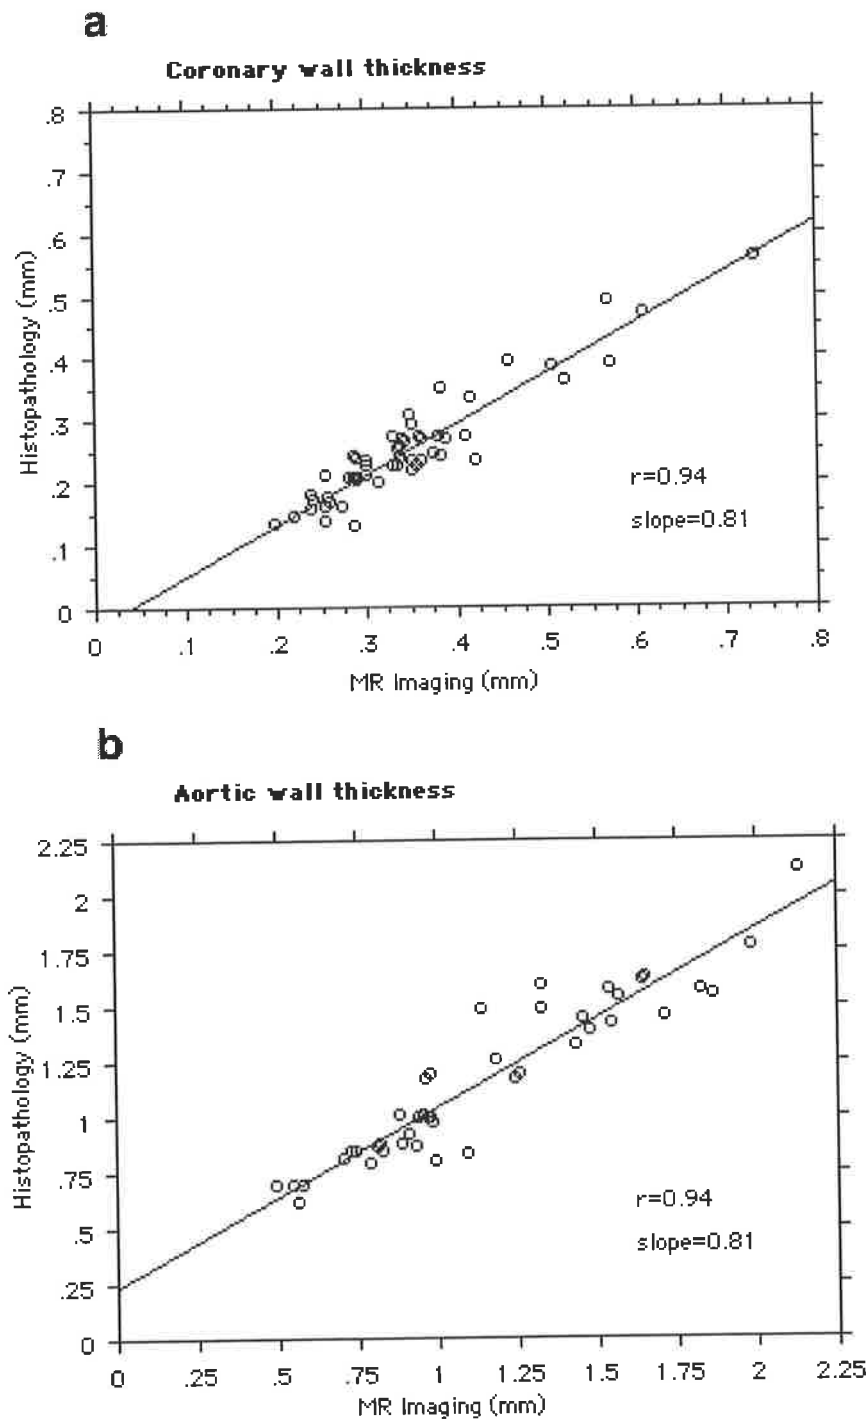 a
Coronary wall thickness
.8
.7
.6
.5
.4
.3
.2
.1
0
Histopathology (mm)
r=0.94
slope=0.81
0 .1 .2 .3 .4 .5 .6 .7 .8
MR Imaging (mm)
b
Aortic wall thickness
2.25
2
1.75
1.5
1.25
1
.75
.5
.25
0
Histopathology (mm)
r=0.94
slope=0.81
0 .25 .5 .75 1 1.25 1.5 1.75 2 2.25
MR Imaging (mm)